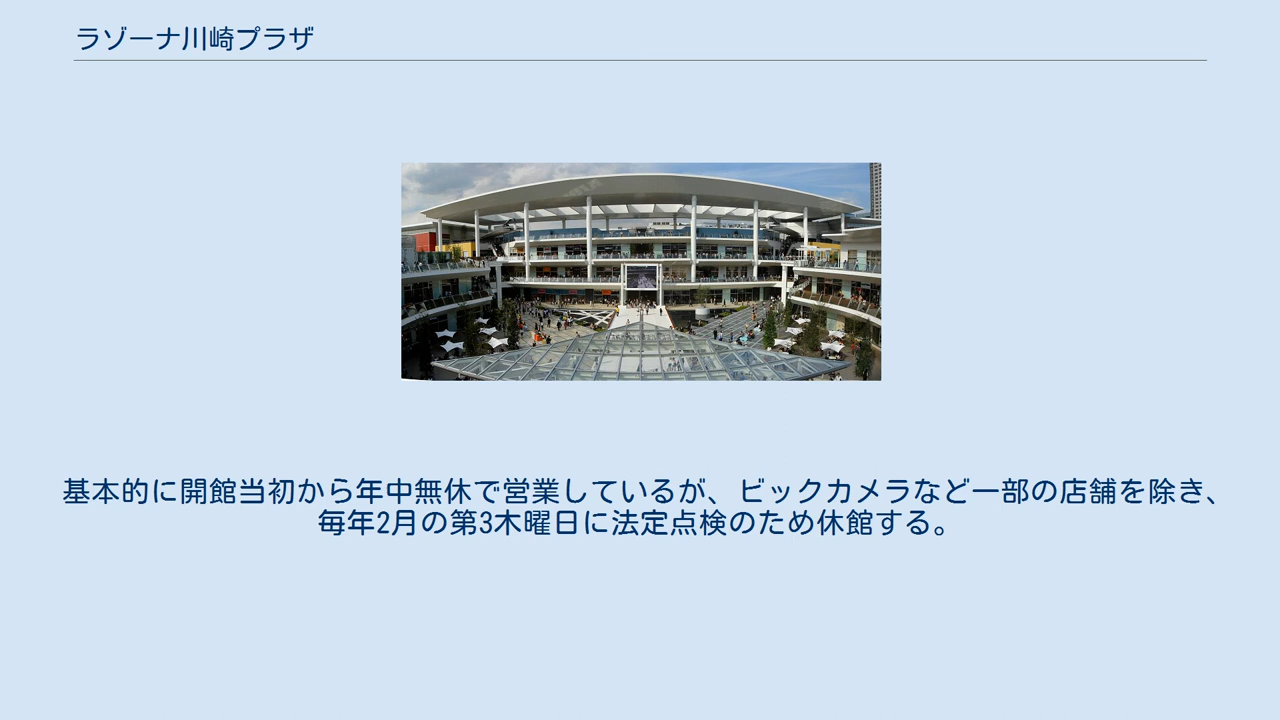 ラゾーナ川崎プラザ
基本的に開館当初から年中無休で営業しているが、ビックカメラなど一部の店舗を除き、
毎年2月の第3木曜日に法定点検のため休館する。